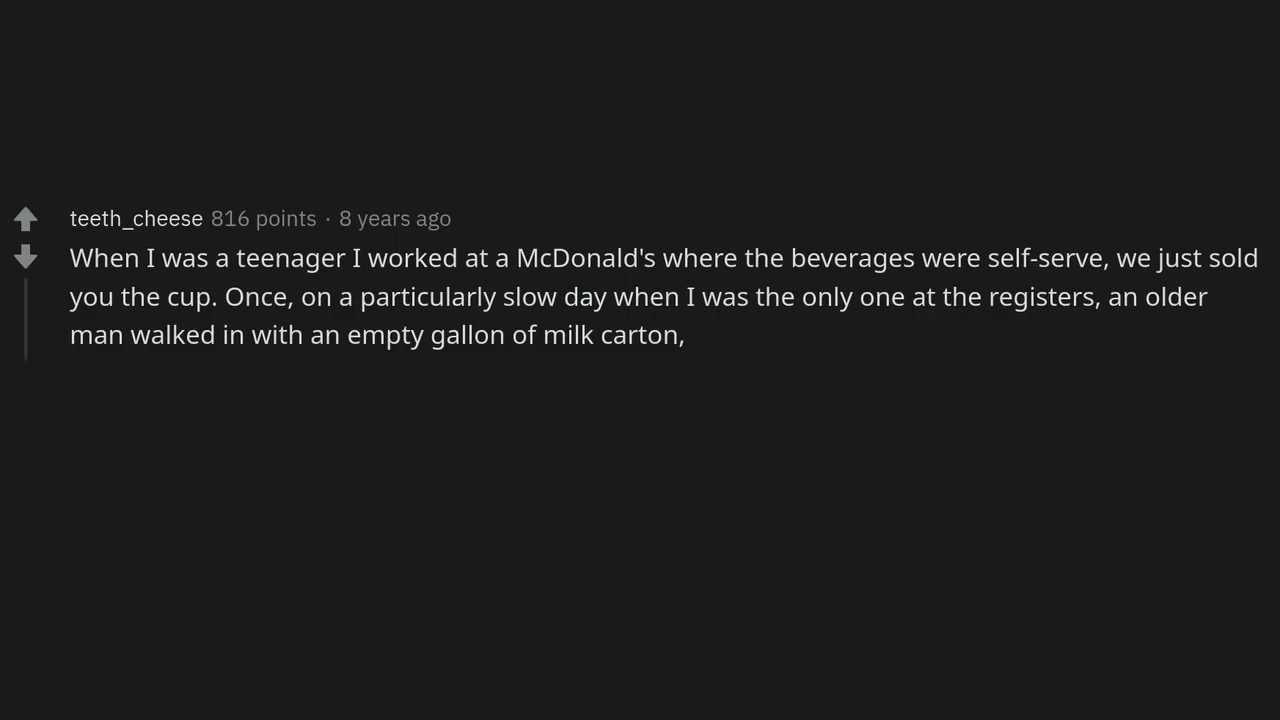 teeth_cheese 816 points · 8 years ago
When I was a teenager I worked at a McDonald's where the beverages were self-serve, we just sold
you the cup. Once, on a particularly slow day when I was the only one at the registers, an older
man walked in with an empty gallon of milk carton,